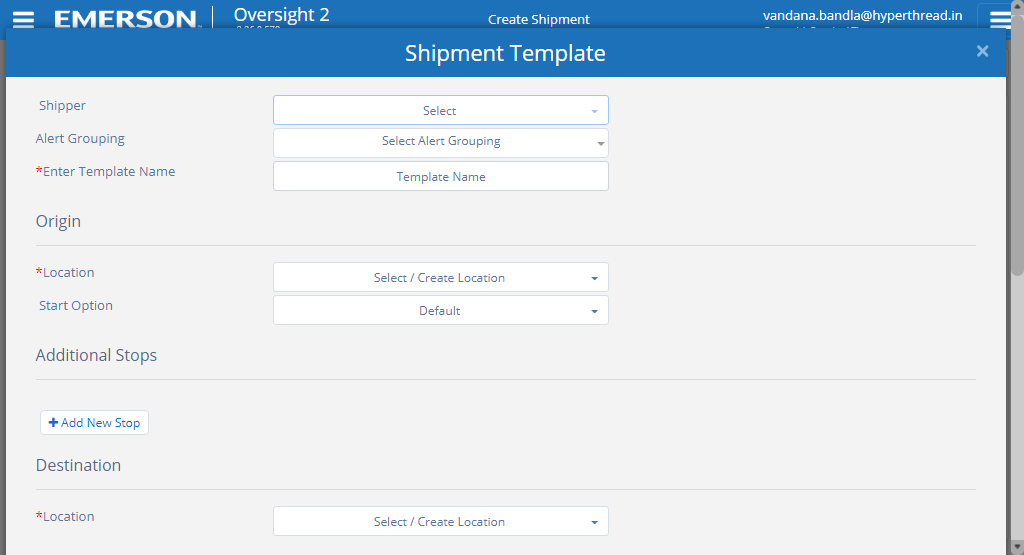 EMERSON
Oversight 2
Create Shipment
vandana.bandla@hyperthread.in
Shipment Template
×
Shipper
Select
Alert Grouping
Select Alert Grouping
*Enter Template Name
Template Name
Origin
*Location
Select / Create Location
Start Option
Default
Additional Stops
+ Add New Stop
Destination
*Location
Select / Create Location